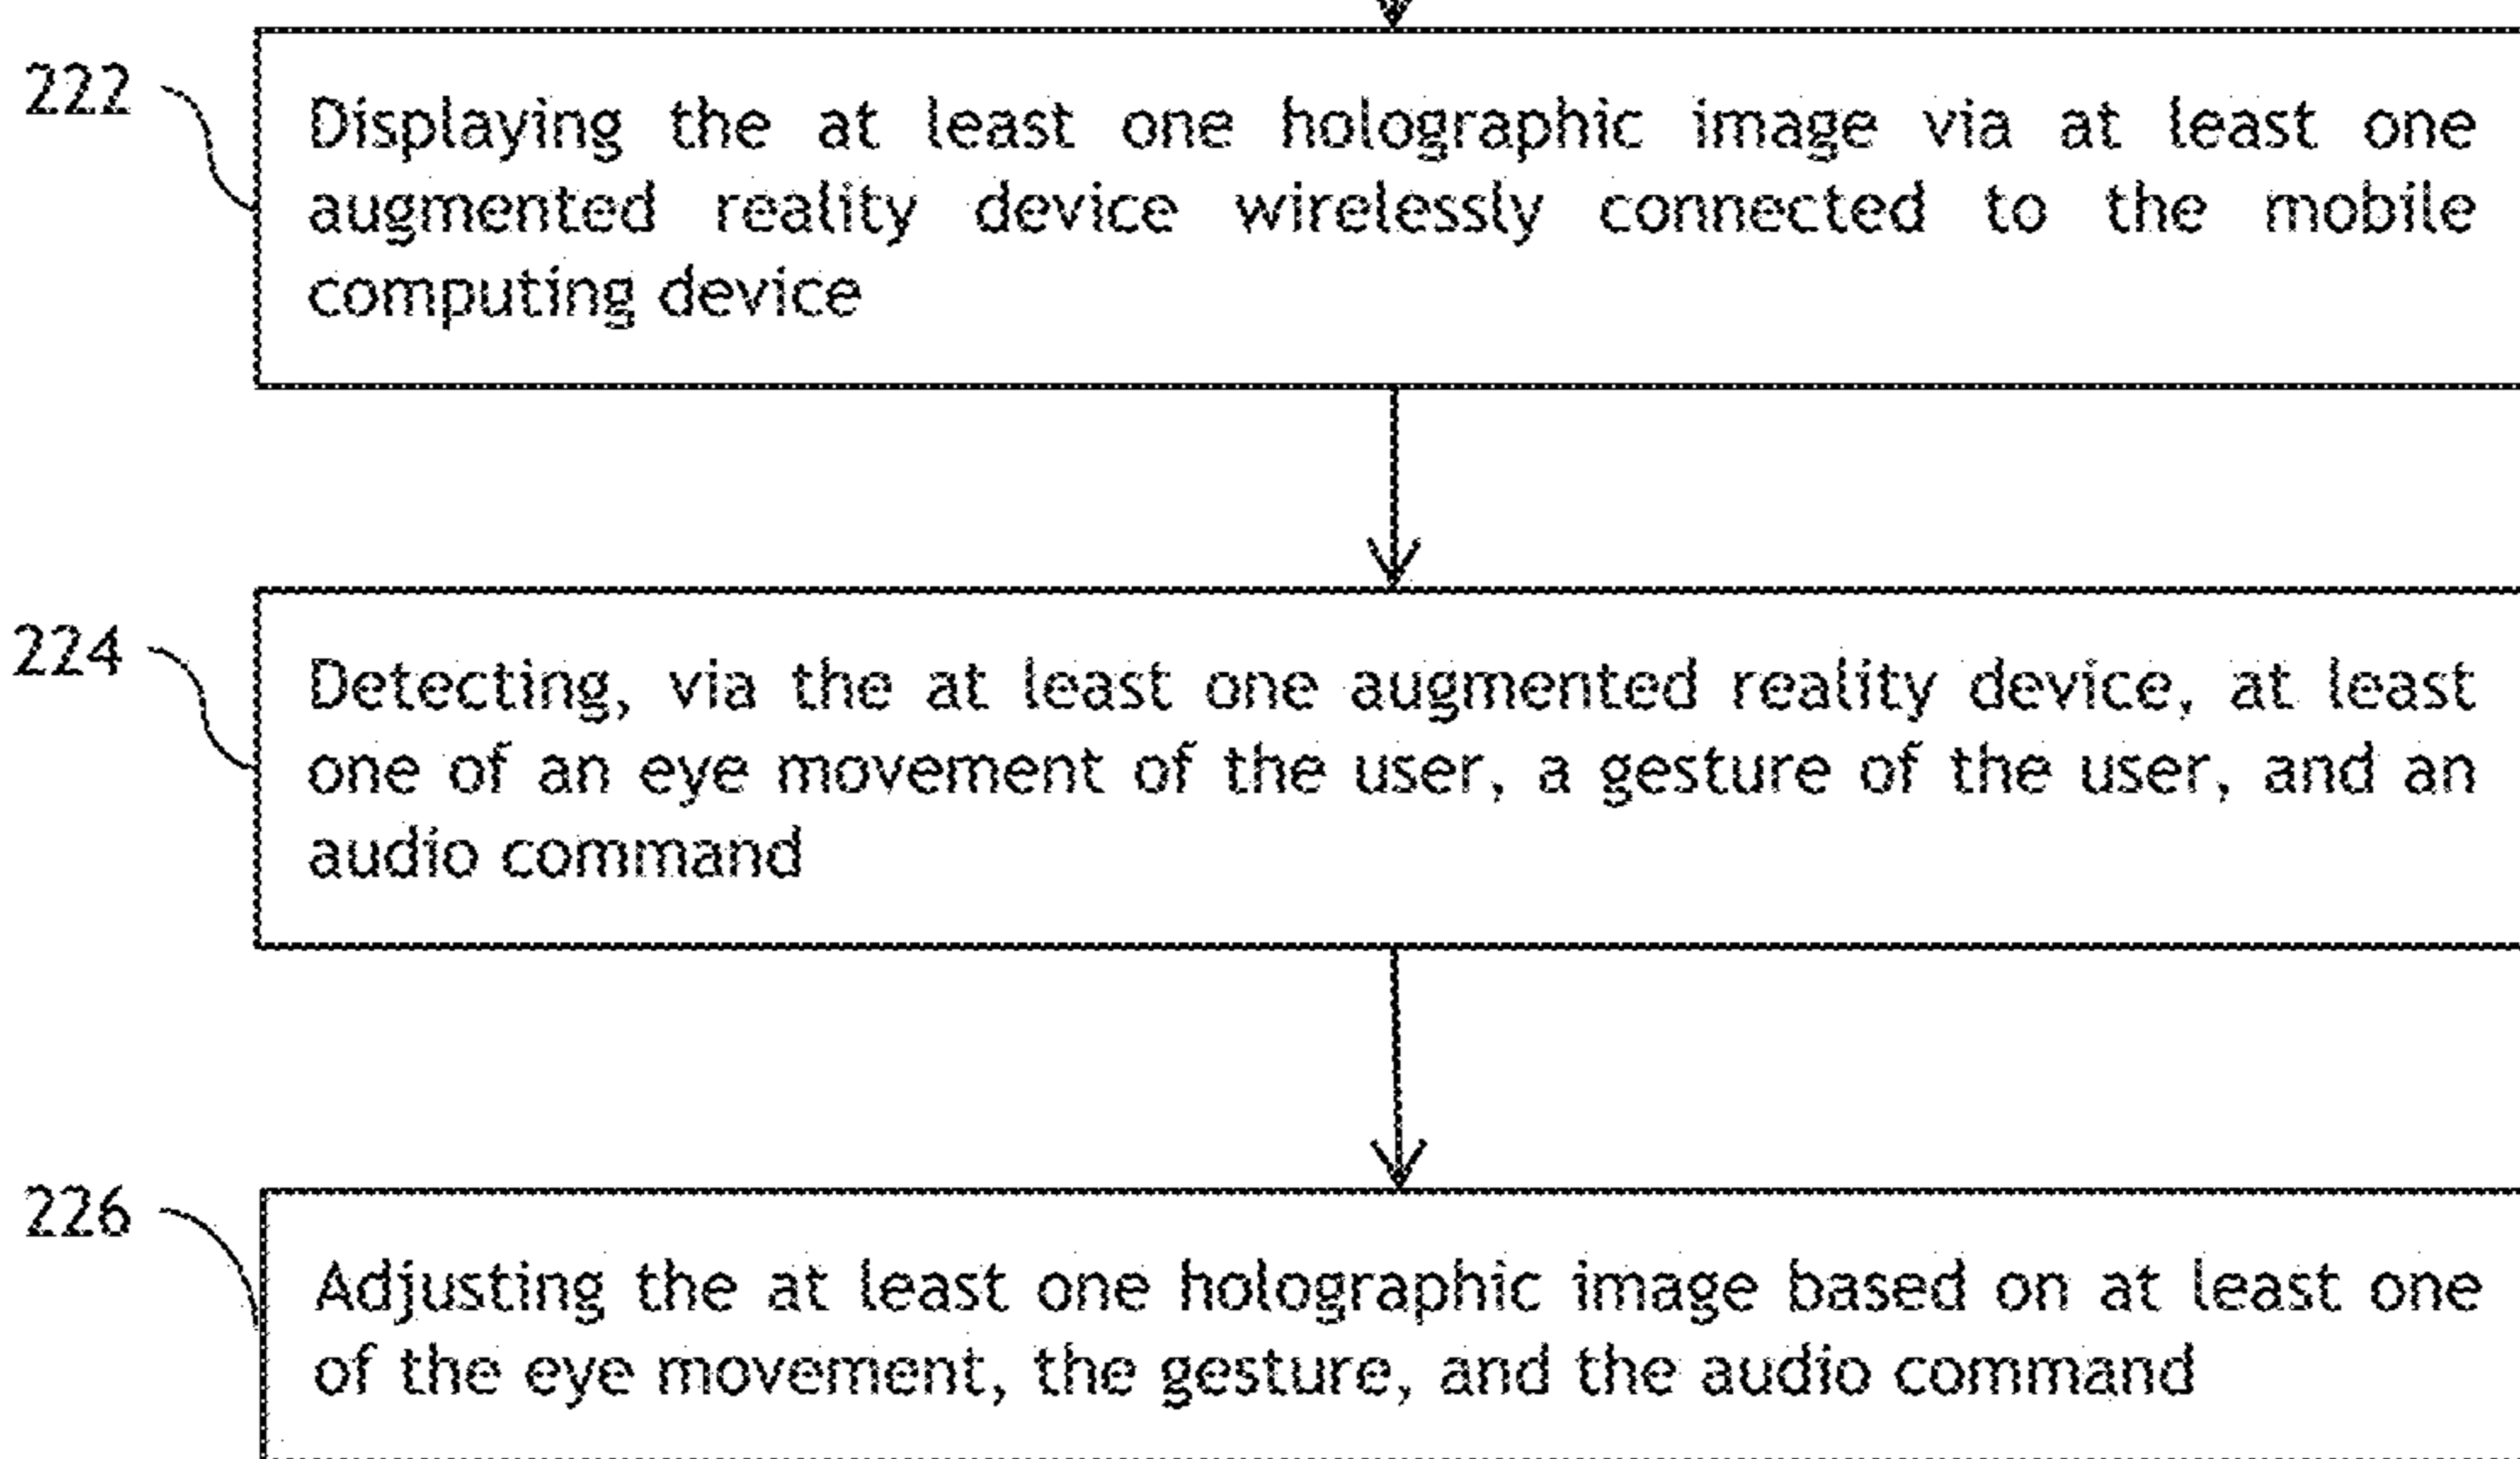 222
Displaying the at least one holographic image via at least one
augmented reality device wirelessly connected to the mobile
computing device
224
Detecting, via the at least one augmented reality device, at least
one of an eye movement of the user, a gesture of the user, and an
audio command
226
Adjusting the at least one holographic image based on at least one
of the eye movement, the gesture, and the audio command